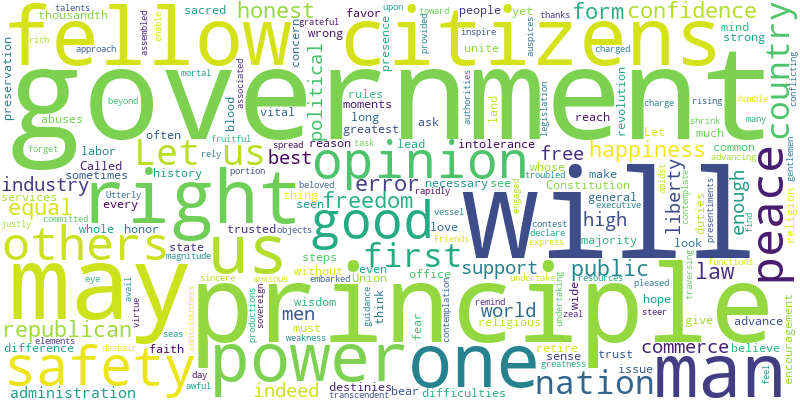 fellow citizens
government
will
principle
may
man
right
power
one
others
us
good
opinion
safety
nation
peace
first
Let us
error
country
happiness
confidence
honest
form
political
republican
industry
equal
administration
indeed
best
freedom
free
liberty
enough
law
public
high
support
world
men
commerce
encouragement
thousandth
talents
approach
enable
rich
assembled
sacred
grateful
favor
wrong
concern
upon
provided
people
unite
yet
toward
inspire
presence
thanks
auspices
charged
mind
strong
preservation
mortal
beyond
associated
abuses
forget
fruitful
labor
often
blood
vital
rules
moments
long
greatest
ask
authorities
land
legislation
revolution
charge
reach
rising
shrink
much
humble
many
Let
conflicting
gentlemen
Called
sometimes
rely
spread
task
reason
lead
intolerance
whose
common
advancing
services
justly
Utterly
every
portion
history
beloved
rapidly
necessary
see
troubled
engaged
Constitution
make
general
executive
amidst
contemplate
duties
presentiments
look
find
religion
committed
whole
honor
trusted
objects
thing
seen
vessel
love
Friends
contest
declare
express
majority
functions
difference
eye
avail
virtue
state
magnitude
seas
steps
without
embarked
even
Union
office
undertake
undertaking
resources
traversing
pleased
hope
give
advance
elements
despair
faith
sincere
consciousness
day
awful
anxious
productions
sovereign
wisdom
must
weakness
guidance
think
contemplation
fear
religious
remind
zeal
wide
steer
retire
sense
greatness
issue
trust
believe
feel
destinies
transcendent
bear
difficulties